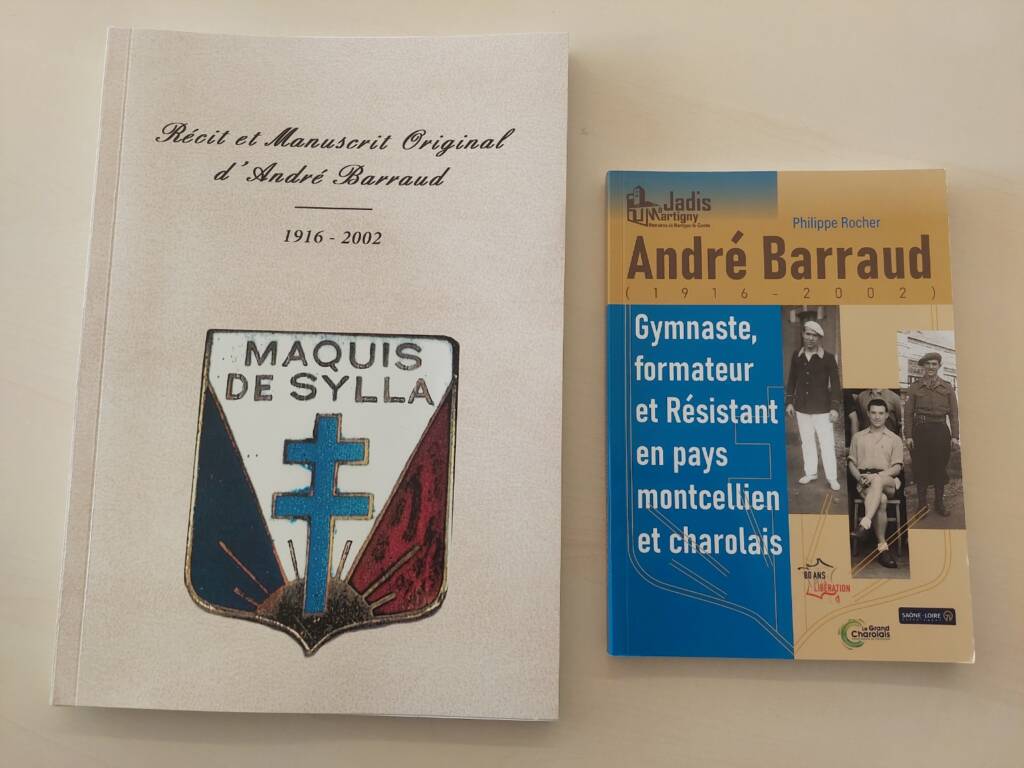 Récit et Manuscrit Original
d'André Barraud
1916 - 2002
MAQUIS
DE SYLLA
Jadis
à Martigny
Philippe Rocher
André Barraud
(1916-2002)
Gymnaste,
formateur
et Résistant
en pays
montcellien
et charolais
80 ANS
LIBÉRATION
Le Grand
Charolais
SAÔNE-LOIRE